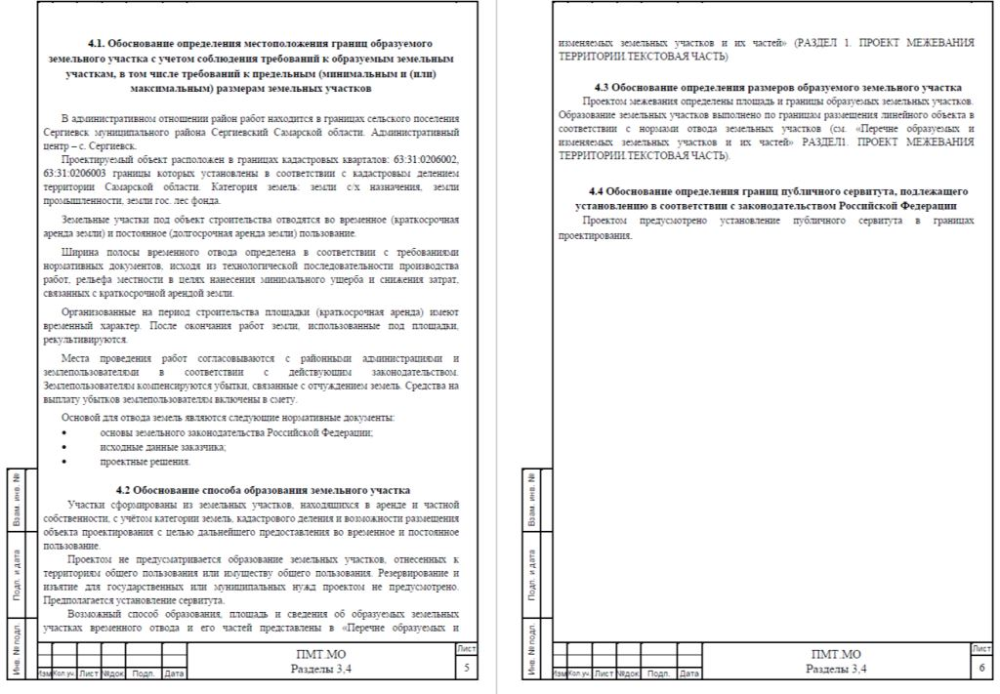 4.1. Обоснование определения местоположения границ образуемого
земельного участка с учетом соблюдения требований к образуемым земельным
участкам, в том числе требований к предельным (минимальным и (или)
максимальным) размерам земельных участков
В административном отношении район работ находится в границах сельского поселения
Сергиевск муниципального района Сергиевский Самарской области. Административный
центр – с. Сергиевск.
Проектируемый объект расположен в границах кадастровых кварталов: 63:31:0206002,
63:31:0206003 границы которых установлены в соответствии с кадастровым делением
территории Самарской области. Категория земель: земли с/х назначения, земли
промышленности, земли гос. лес фонда.
Земельные участки под объект строительства отводятся во временное (краткосрочная
аренда земли) и постоянное (долгосрочная аренда земли) пользование.
Ширина полосы временного отвода определена в соответствии с требованиями
нормативных документов, исходя из технологической последовательности производства
работ, рельефа местности в целях нанесения минимального ущерба и снижения затрат,
связанных с краткосрочной арендой земли.
Организованные на период строительства площадки (краткосрочная аренда) имеют
временный характер. После окончания работ земли, использованные под площадки,
рекультивируются.
Места проведения работ согласовываются с районными администрациями и
землепользователями в соответствии с действующим законодательством.
Землепользователям компенсируются убытки, связанные с отчуждением земель. Средства на
выплату убытков землепользователям включены в смету.
Основой для отвода земель являются следующие нормативные документы:
• основы земельного законодательства Российской Федерации;
• исходные данные заказчика;
• проектные решения.
4.2 Обоснование способа образования земельного участка
Участки сформированы из земельных участков, находящихся в аренде и частной
собственности, с учётом категории земель, кадастрового деления и возможности размещения
объекта проектирования с целью дальнейшего предоставления во временное и постоянное
пользование.
Проектом не предусматривается образование земельных участков, отнесенных к
территориям общего пользования или имуществу общего пользования. Резервирование и
изъятие для государственных или муниципальных нужд проектом не предусмотрено.
Предполагается установление сервитута.
Возможный способ образования, площадь и сведения об образуемых земельных
участках временного отвода и его частей представлены в «Перечне образуемых и
Взам. инв. №
Подп. и дата
Инв. № подл.
Изм Кол.уч. Лист №док. Подп. Дата
ПМТ.МО
Разделы 3,4
Лист
5
изменяемых земельных участков и их частей» (РАЗДЕЛ 1. ПРОЕКТ МЕЖЕВАНИЯ
ТЕРРИТОРИИ.ТЕКСТОВАЯ ЧАСТЬ)
4.3 Обоснование определения размеров образуемого земельного участка
Проектом межевания определены площадь и границы образуемых земельных участков.
Образование земельных участков выполнено по границам размещения линейного объекта в
соответствии с нормами отвода земельных участков (см. «Перечне образуемых и
изменяемых земельных участков и их частей» РАЗДЕЛ1. ПРОЕКТ МЕЖЕВАНИЯ
ТЕРРИТОРИИ.ТЕКСТОВАЯ ЧАСТЬ).
4.4 Обоснование определения границ публичного сервитута, подлежащего
установлению в соответствии с законодательством Российской Федерации
Проектом предусмотрено установление публичного сервитута в границах
проектирования.
Взам. инв. №
Подп. и дата
Инв. № подл.
Изм Кол.уч. Лист №док. Подп. Дата
ПМТ.МО
Разделы 3,4
Лист
6